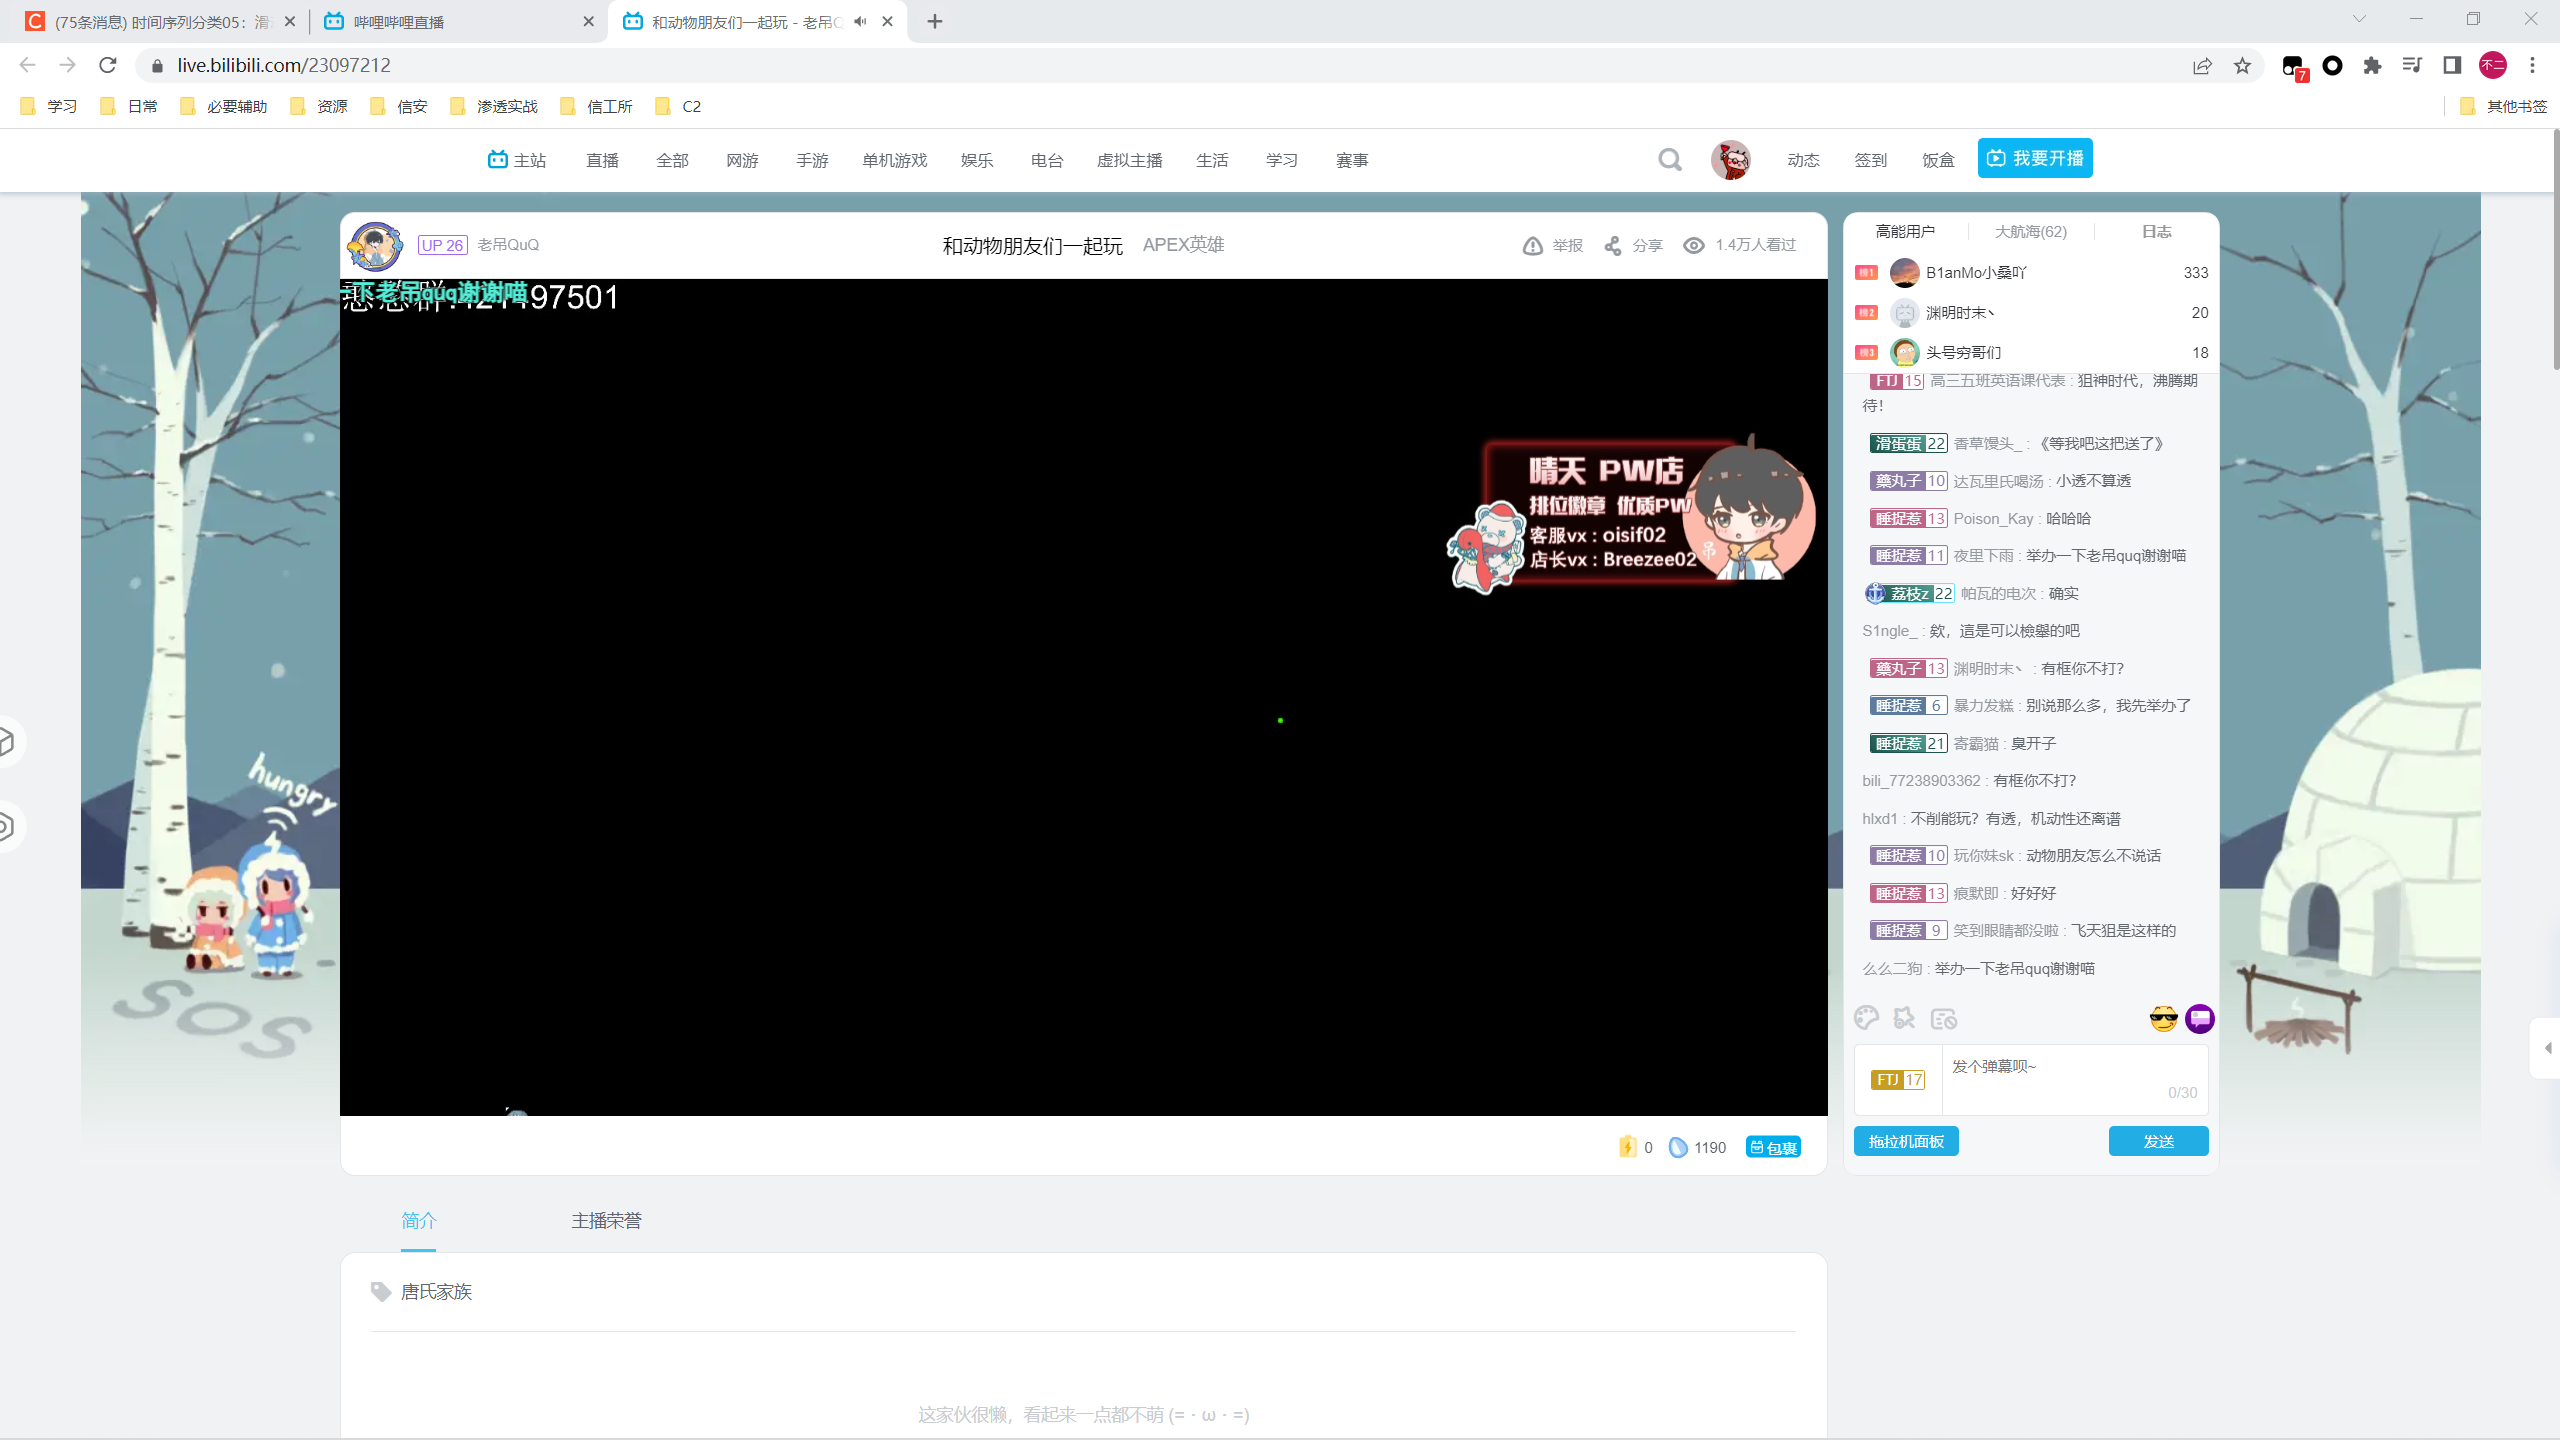 (75条消息) 时间序列分类05：滑
哔哩哔哩直播
和动物朋友们一起玩 - 老吊Q
live.bilibili.com/23097212
7
不二
学习
日常
必要辅助
资源
信安
渗透实战
信工所
C2
其他书签
主站
直播
全部
网游
手游
单机游戏
娱乐
电台
虚拟主播
生活
学习
赛事
动态
签到
饭盒
我要开播
UP 26
老吊QuQ
和动物朋友们一起玩
APEX英雄
举报
分享
1.4万人看过
一下老吊quq谢谢喵
97501
晴天 PW店
排位徽章 优质PW
客服vx : oisif02
店长vx : Breezee02
吊
hungry
SOS
高能用户
大航海(62)
日志
榜1 B1anMo小桑吖 333
榜2 渊明时末丶 20
榜3 头号穷哥们 18
FTJ 15 高三五班英语课代表 : 狙神时代，沸腾期
待！
滑蛋蛋 22 香草馒头_ : 《等我吧这把送了》
藥丸子 10 达瓦里氏喝汤 : 小透不算透
睡捉惹 13 Poison_Kay : 哈哈哈
睡捉惹 11 夜里下雨 : 举办一下老吊quq谢谢喵
荔枝z 22 帕瓦的电次 : 确实
S1ngle_ : 欸，這是可以檢舉的吧
藥丸子 13 渊明时末丶 : 有框你不打？
睡捉惹 6 暴力发糕 : 别说那么多，我先举办了
睡捉惹 21 寄霸猫 : 臭开子
bili_77238903362 : 有框你不打？
hlxd1 : 不削能玩？有透，机动性还离谱
睡捉惹 10 玩你妹sk : 动物朋友怎么不说话
睡捉惹 13 痕默即 : 好好好
睡捉惹 9 笑到眼睛都没啦 : 飞天狙是这样的
么么二狗 : 举办一下老吊quq谢谢喵
FTJ 17
发个弹幕呗~
0/30
拖拉机面板
发送
0
1190
包裹
简介
主播荣誉
唐氏家族
这家伙很懒，看起来一点都不萌 (= · ω · =)